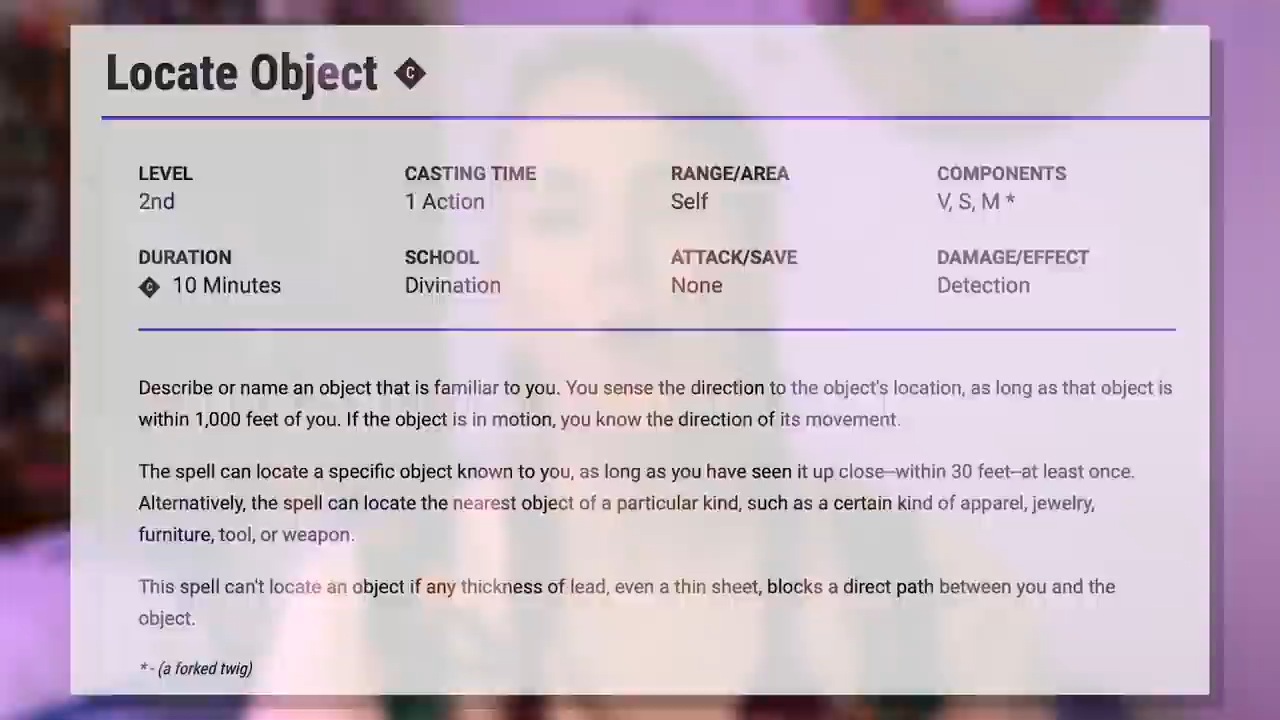 Locate Object C
LEVEL
2nd
CASTING TIME
1 Action
RANGE/AREA
Self
COMPONENTS
V, S, M *
DURATION
C 10 Minutes
SCHOOL
Divination
ATTACK/SAVE
None
DAMAGE/EFFECT
Detection
Describe or name an object that is familiar to you. You sense the direction to the object's location, as long as that object is
within 1,000 feet of you. If the object is in motion, you know the direction of its movement.
The spell can locate a specific object known to you, as long as you have seen it up close—within 30 feet—at least once.
Alternatively, the spell can locate the nearest object of a particular kind, such as a certain kind of apparel, jewelry,
furniture, tool, or weapon.
This spell can't locate an object if any thickness of lead, even a thin sheet, blocks a direct path between you and the
object.
* - (a forked twig)